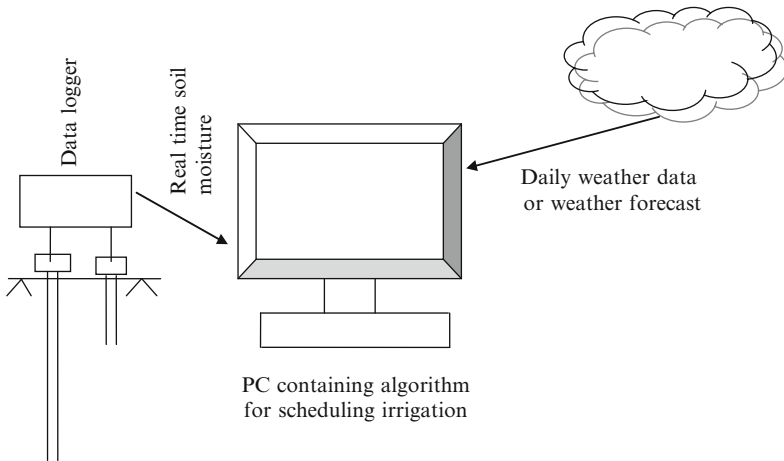 Data logger
Real time soil
moisture
Daily weather data
or weather forecast
PC containing algorithm
for scheduling irrigation